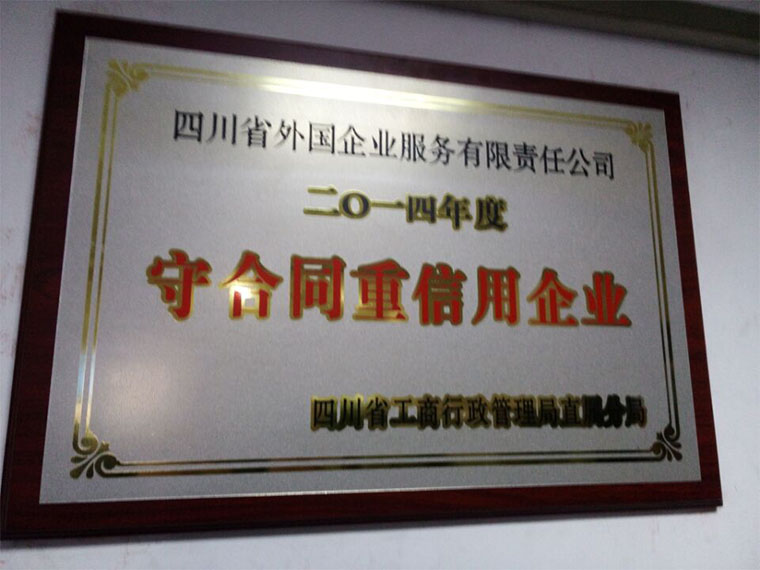 四川省外国企业服务有限责任公司
二〇一四年度
守合同重信用企业
四川省工商行政管理局直属分局